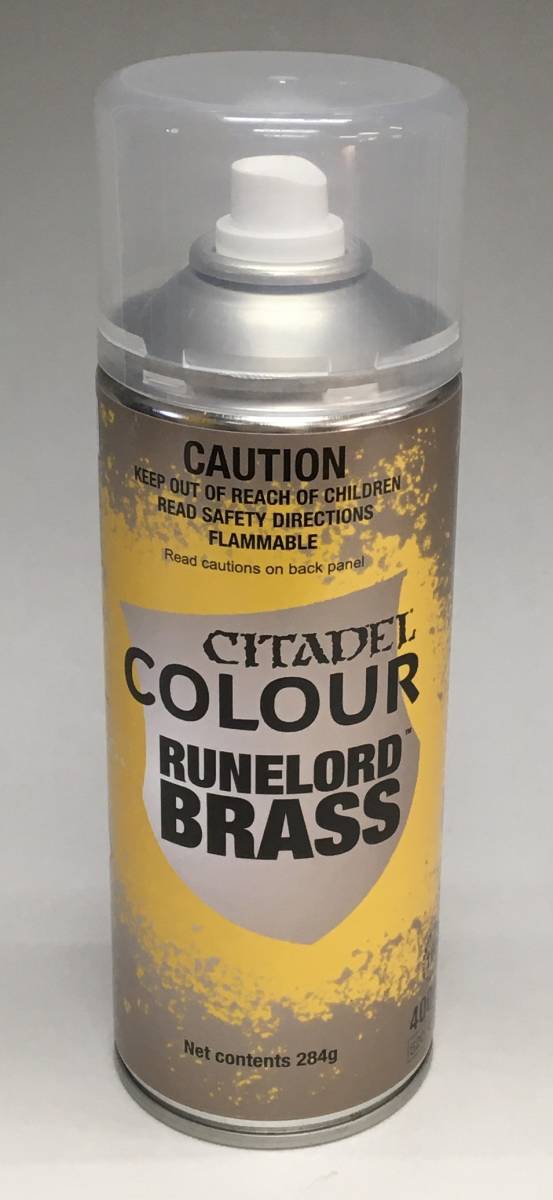 CAUTION
KEEP OUT OF REACH OF CHILDREN
READ SAFETY DIRECTIONS
FLAMMABLE
Read cautions on back panel
CITADEL
COLOUR
RUNELORD™
BRASS
Net contents 284g